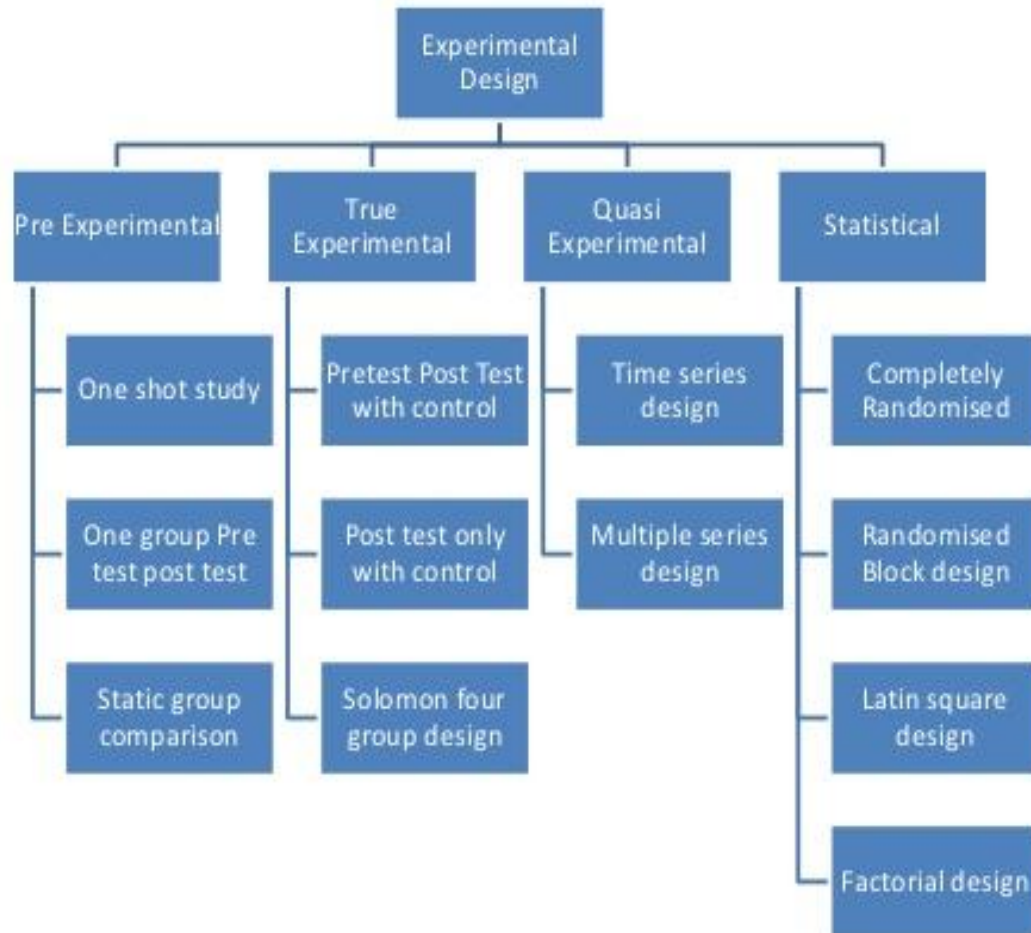 Experimental
Design
Pre Experimental
True
Experimental
Quasi
Experimental
Statistical
One shot study
Pretest Post Test
with control
Time series
design
Completely
Randomised
One group Pre
test post test
Post test only
with control
Multiple series
design
Randomised
Block design
Static group
comparison
Solomon four
group design
Latin square
design
Factorial design